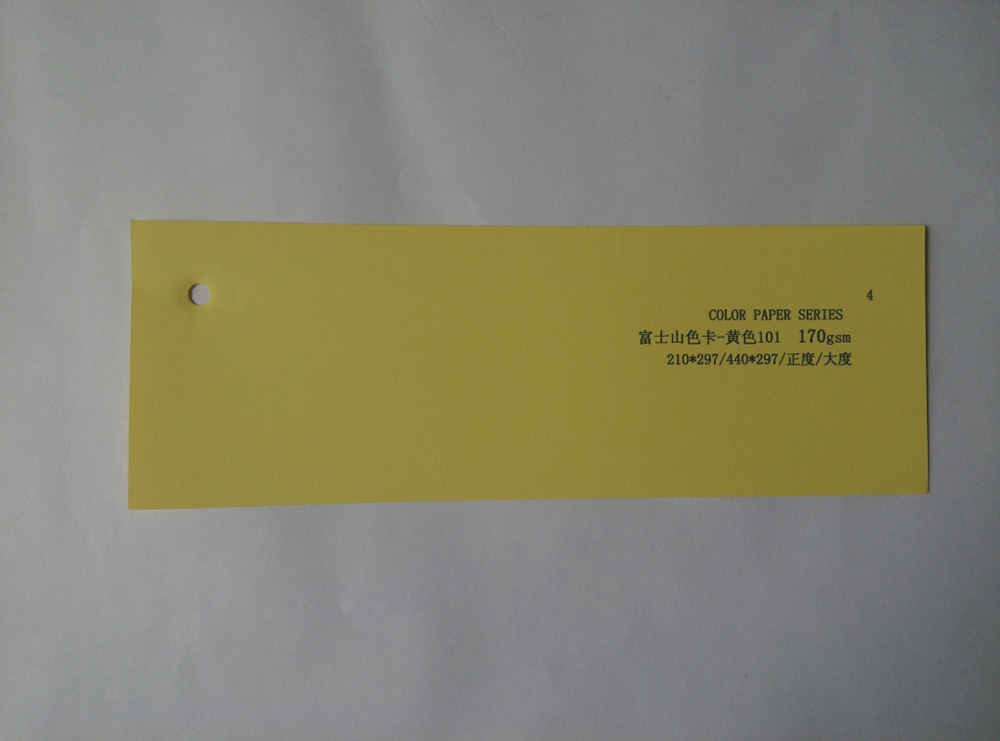 4
COLOR PAPER SERIES
富士山色卡-黄色101 170gsm
210*297/440*297/正度/大度